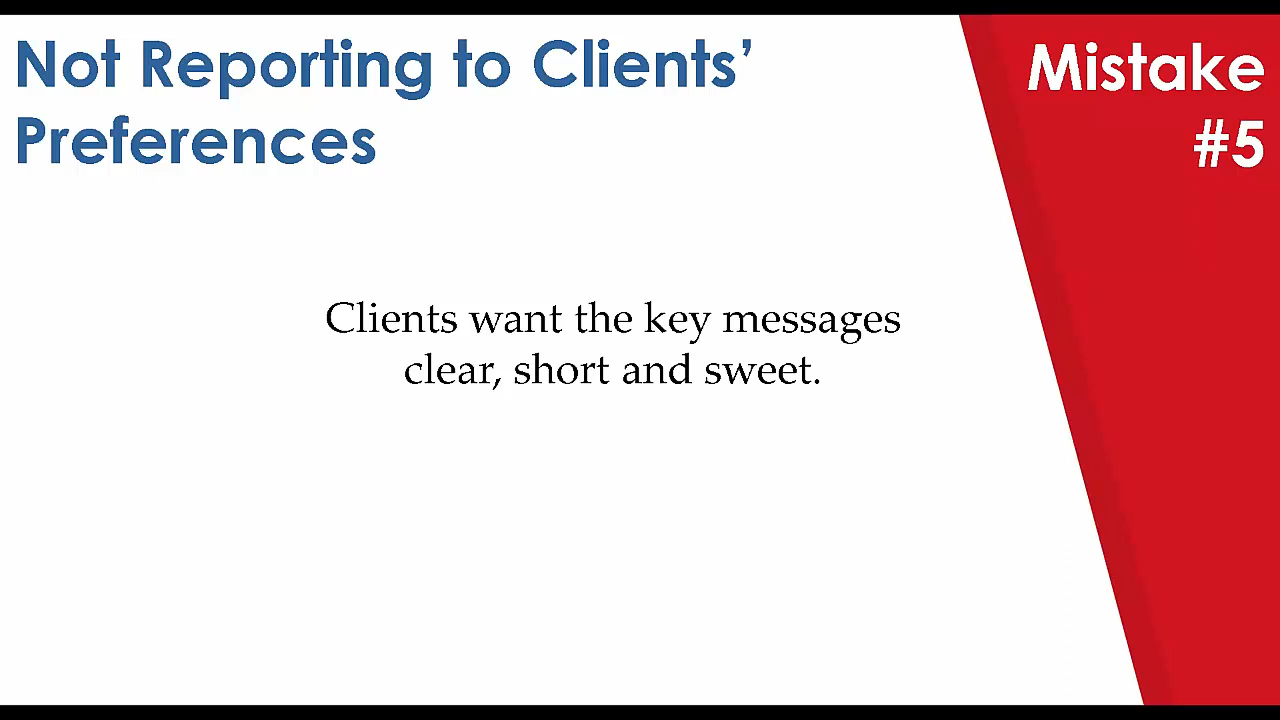 Not Reporting to Clients’
Preferences
Mistake
#5
Clients want the key messages
clear, short and sweet.